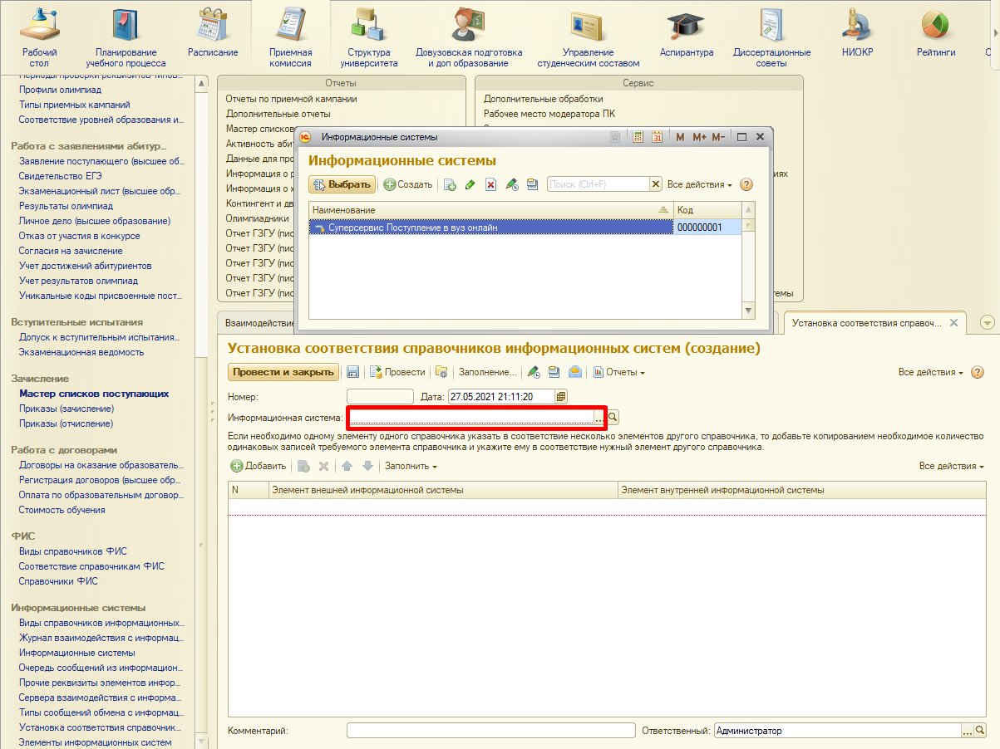 Рабочий стол
Планирование учебного процесса
Расписание
Приемная комиссия
Структура университета
Довузовская подготовка и доп образование
Управление студенческим составом
Аспирантура
Диссертационные советы
НИОКР
Рейтинги
С
Периоды проверки реквизитов типов...
Профили олимпиад
Типы приемных кампаний
Соответствие уровней образования и...
Работа с заявлениями абитур...
Заявление поступающего (высшее об...
Свидетельство ЕГЭ
Экзаменационный лист (высшее обр...
Результаты олимпиад
Личное дело (высшее образование)
Отказ от участия в конкурсе
Согласия на зачисление
Учет достижений абитуриентов
Учет результатов олимпиад
Уникальные коды присвоенные пост...
Вступительные испытания
Допуск к вступительным испытания...
Экзаменационная ведомость
Зачисление
Мастер списков поступающих
Приказы (зачисление)
Приказы (отчисление)
Работа с договорами
Договоры на оказание образователь...
Регистрация договоров (высшее обр...
Оплата по образовательным договор...
Стоимость обучения
ФИС
Виды справочников ФИС
Соответствие справочникам ФИС
Справочники ФИС
Информационные системы
Виды справочников информационных...
Журнал взаимодействия с информац...
Информационные системы
Очередь сообщений из информацион...
Прочие реквизиты элементов инфор...
Сервера взаимодействия с информа...
Типы сообщений обмена с информац...
Установка соответствия справочник...
Элементы информационных систем
Отчеты
Отчеты по приемной кампании
Дополнительные отчеты
Мастер списков
Активность аби
Данные для про
Информация о р
Информация о х
Контингент и дв
Олимпиадники
Отчет ГЗГУ (пис
Отчет ГЗГУ (пис
Отчет ГЗГУ (пис
Отчет ГЗГУ (пис
Отчет ГЗГУ (пис
Сервис
Дополнительные обработки
Рабочее место модератора ПК
иях
темы
Информационные системы
M M+ M-
Информационные системы
Выбрать Создать Поиск (Ctrl+F) Все действия
Наименование Код
Суперсервис Поступление в вуз онлайн 000000001
Взаимодействие
Установка соответствия справоч...
Установка соответствия справочников информационных систем (создание)
Провести и закрыть Провести Заполнение... Отчеты Все действия
Номер: Дата: 27.05.2021 21:11:20
Информационная система: ...
Если необходимо одному элементу одного справочника указать в соответствие несколько элементов другого справочника, то добавьте копированием необходимое количество
одинаковых записей требуемого элемента справочника и укажите ему в соответствие нужный элемент другого справочника.
Добавить Заполнить Все действия
N Элемент внешней информационной системы Элемент внутренней информационной системы
Комментарий: Ответственный: Администратор ...